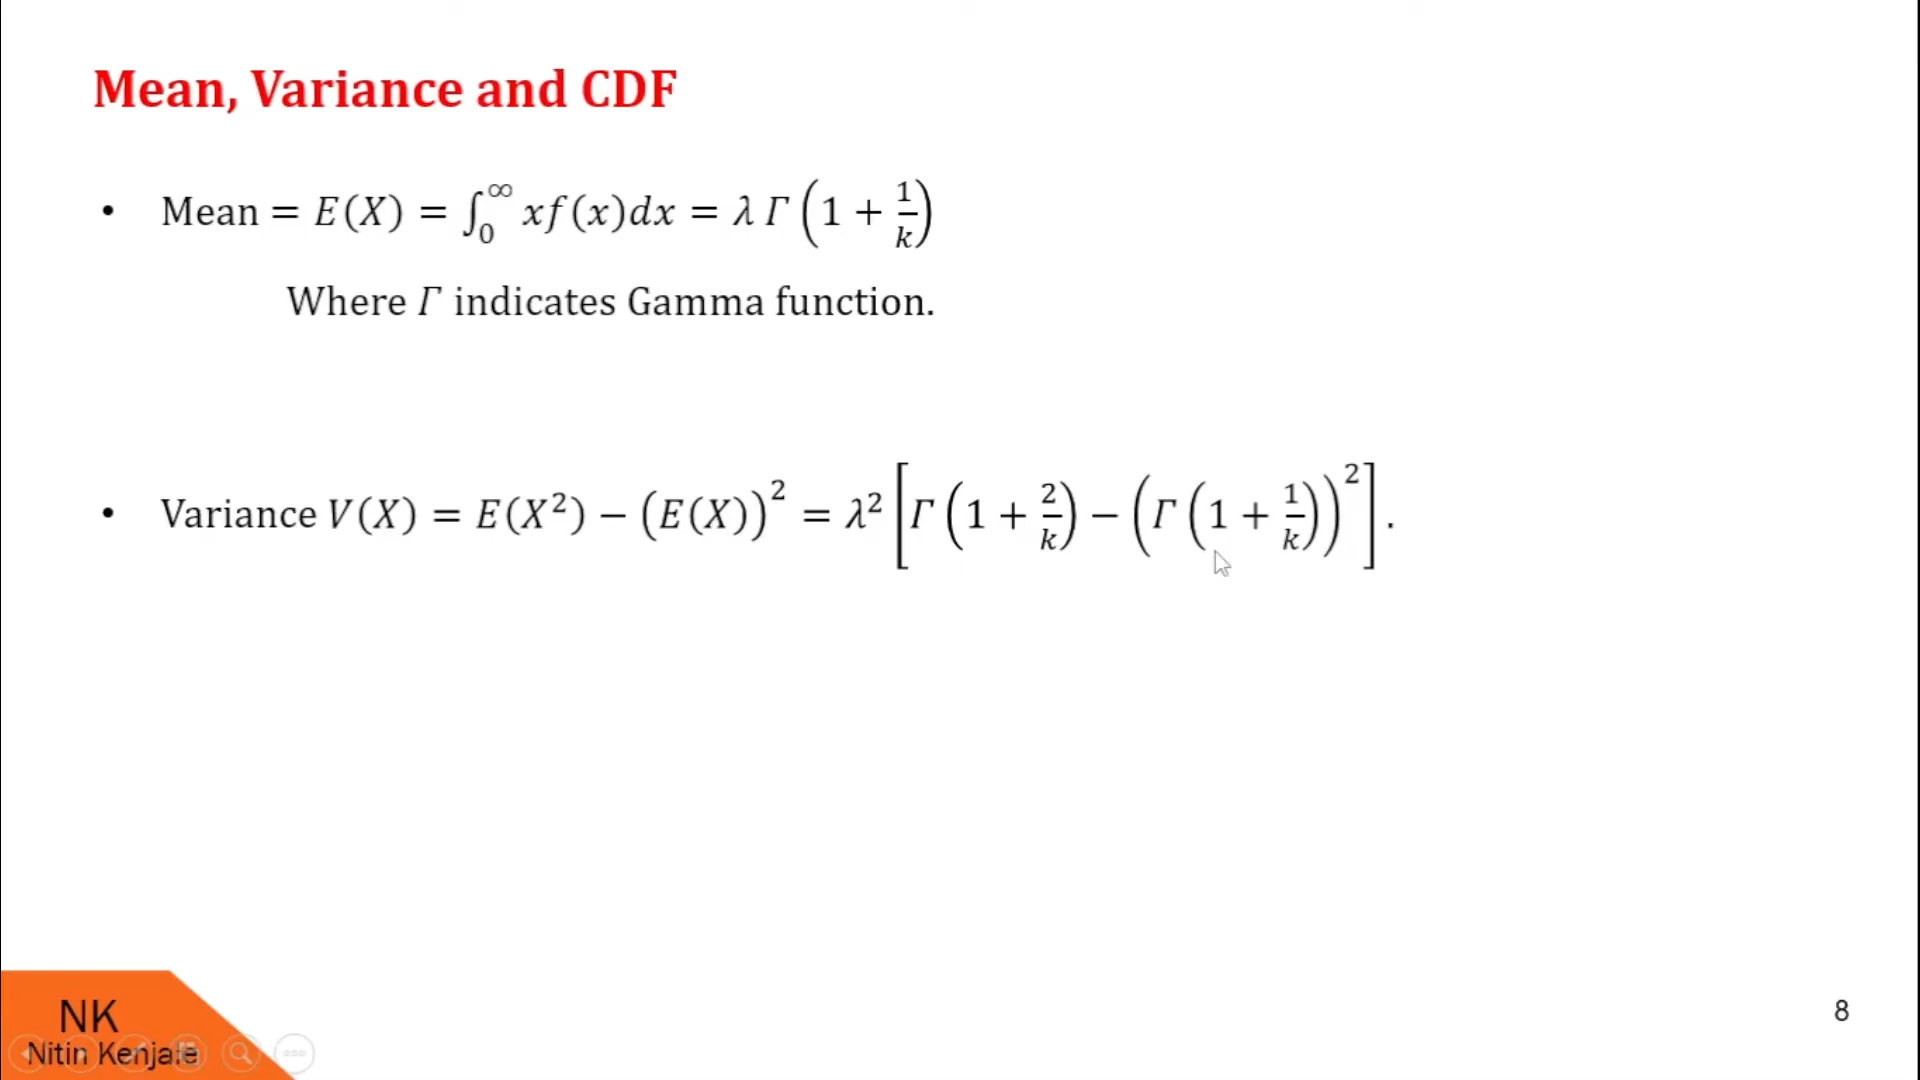 Mean, Variance and CDF
• Mean = E(X) = ∫₀^∞ xf(x)dx = λ Γ(1 + 1/k)
Where Γ indicates Gamma function.
• Variance V(X) = E(X²) − (E(X))² = λ² [Γ(1 + 2/k) − (Γ(1 + 1/k))²].
NK
Nitin Kenjale
8